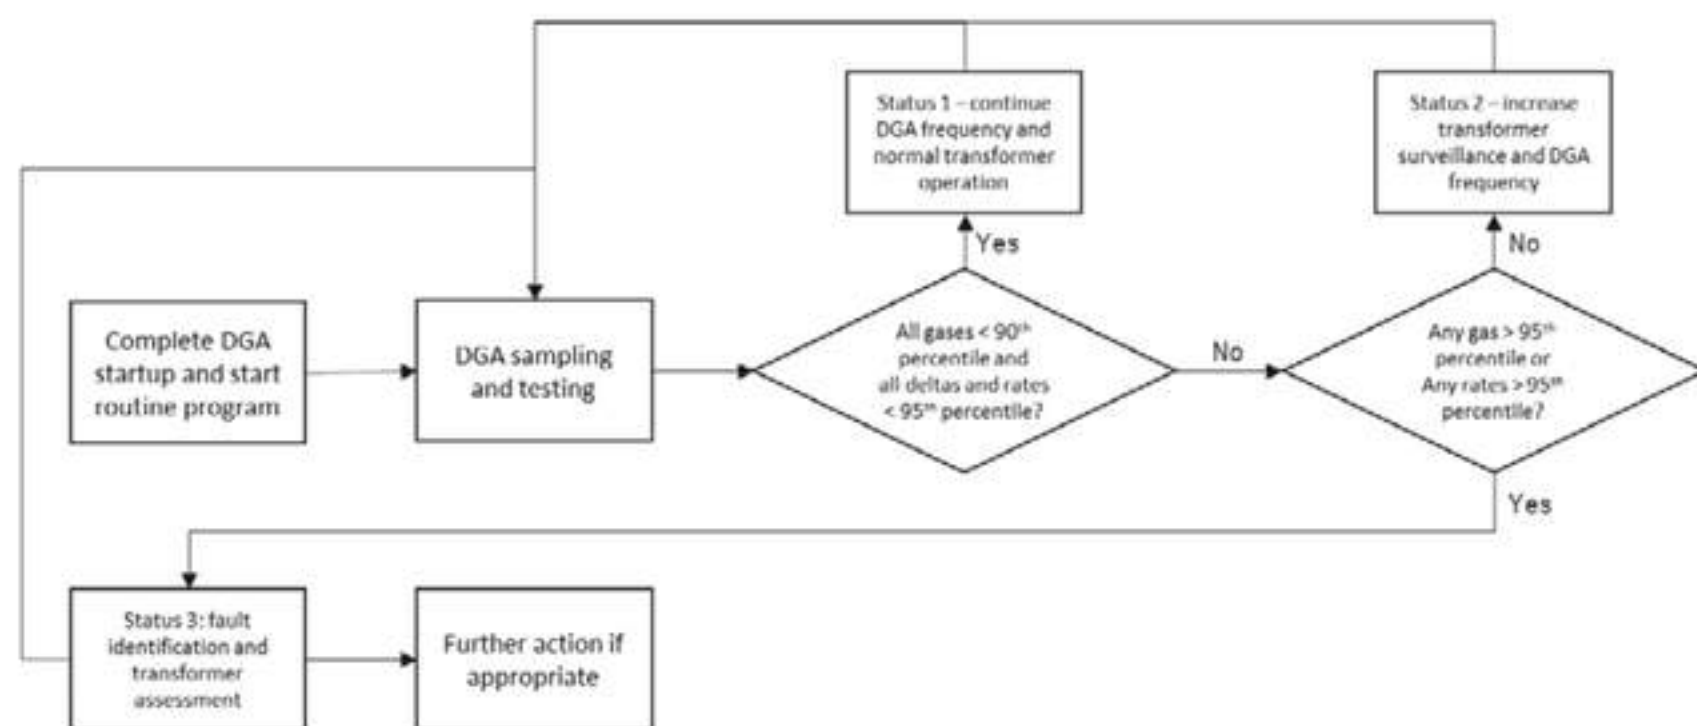 Status 1 – continue
DGA frequency and
normal transformer
operation
Status 2 – increase
transformer
surveillance and DGA
frequency
Yes
No
Complete DGA
startup and start
routine program
DGA sampling
and testing
All gases < 90th
percentile and
all deltas and rates
< 95th percentile?
No
Any gas > 95th
percentile or
Any rates > 95th
percentile?
Yes
Status 3: fault
identification and
transformer
assessment
Further action if
appropriate